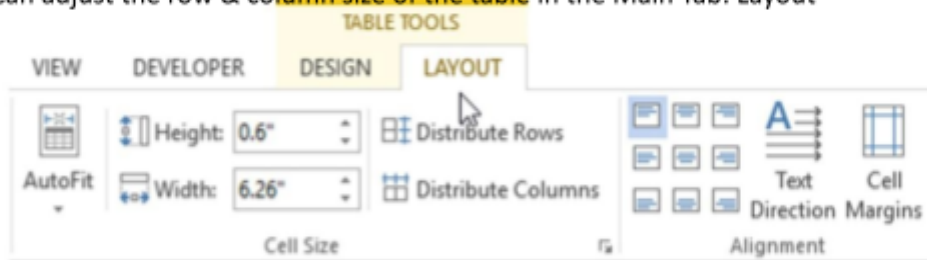 can adjust the row & column size of the table in the Main Tab: Layout
TABLE TOOLS
VIEW DEVELOPER DESIGN LAYOUT
Height: 0.6" Distribute Rows
AutoFit Width: 6.26" Distribute Columns
Text Direction Cell Margins
Cell Size Alignment